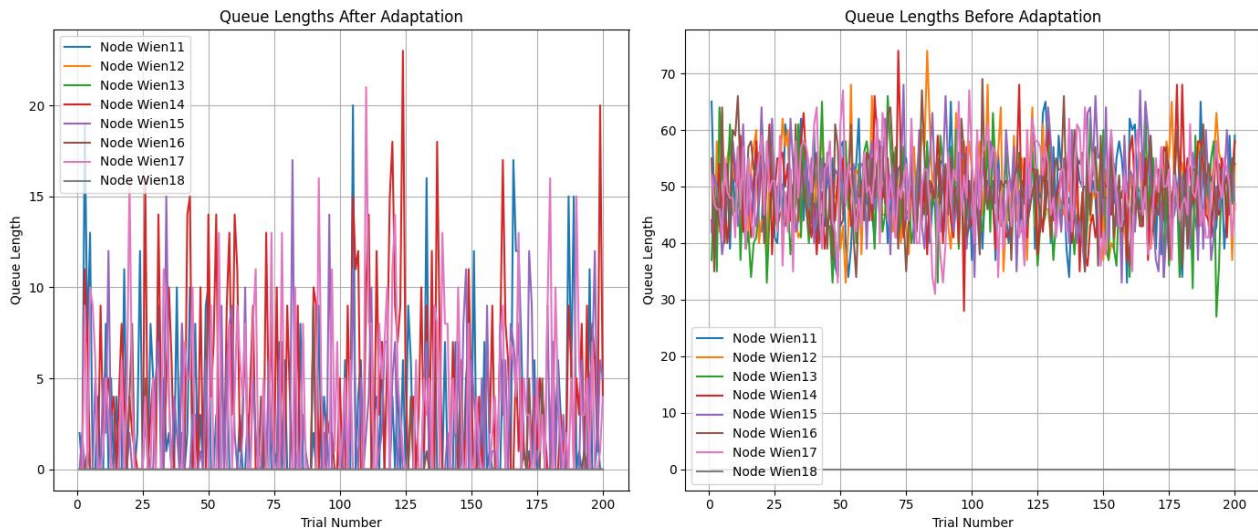 Queue Lengths After Adaptation
Node Wien11
Node Wien12
Node Wien13
Node Wien14
Node Wien15
Node Wien16
Node Wien17
Node Wien18
Queue Length
20
15
10
5
0
0
25
50
75
100
125
150
175
200
Trial Number
Queue Lengths Before Adaptation
Queue Length
70
60
50
40
30
20
10
0
Node Wien11
Node Wien12
Node Wien13
Node Wien14
Node Wien15
Node Wien16
Node Wien17
Node Wien18
0
25
50
75
100
125
150
175
200
Trial Number